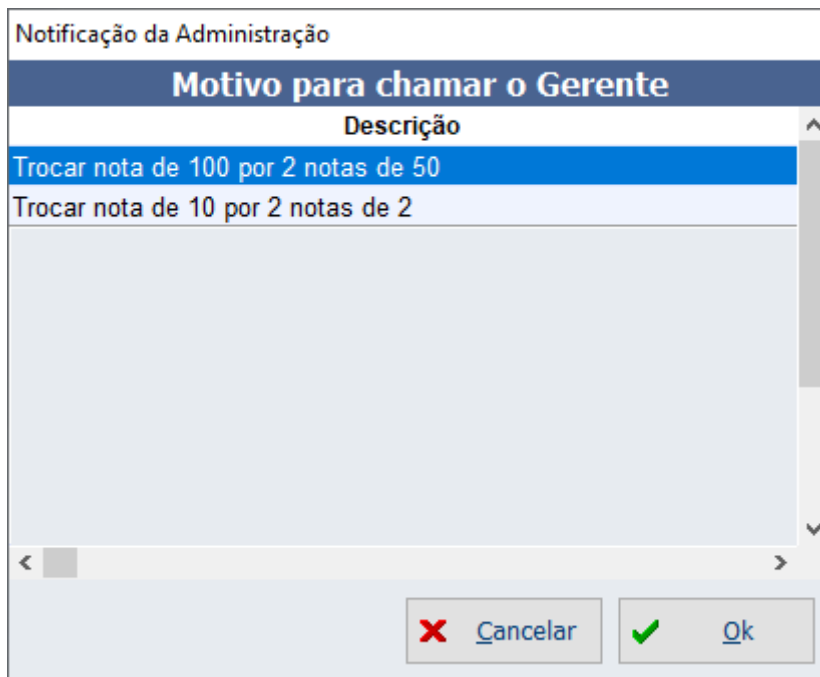 Notificação da Administração
Motivo para chamar o Gerente
Descrição
Trocar nota de 100 por 2 notas de 50
Trocar nota de 10 por 2 notas de 2
Cancelar
Ok